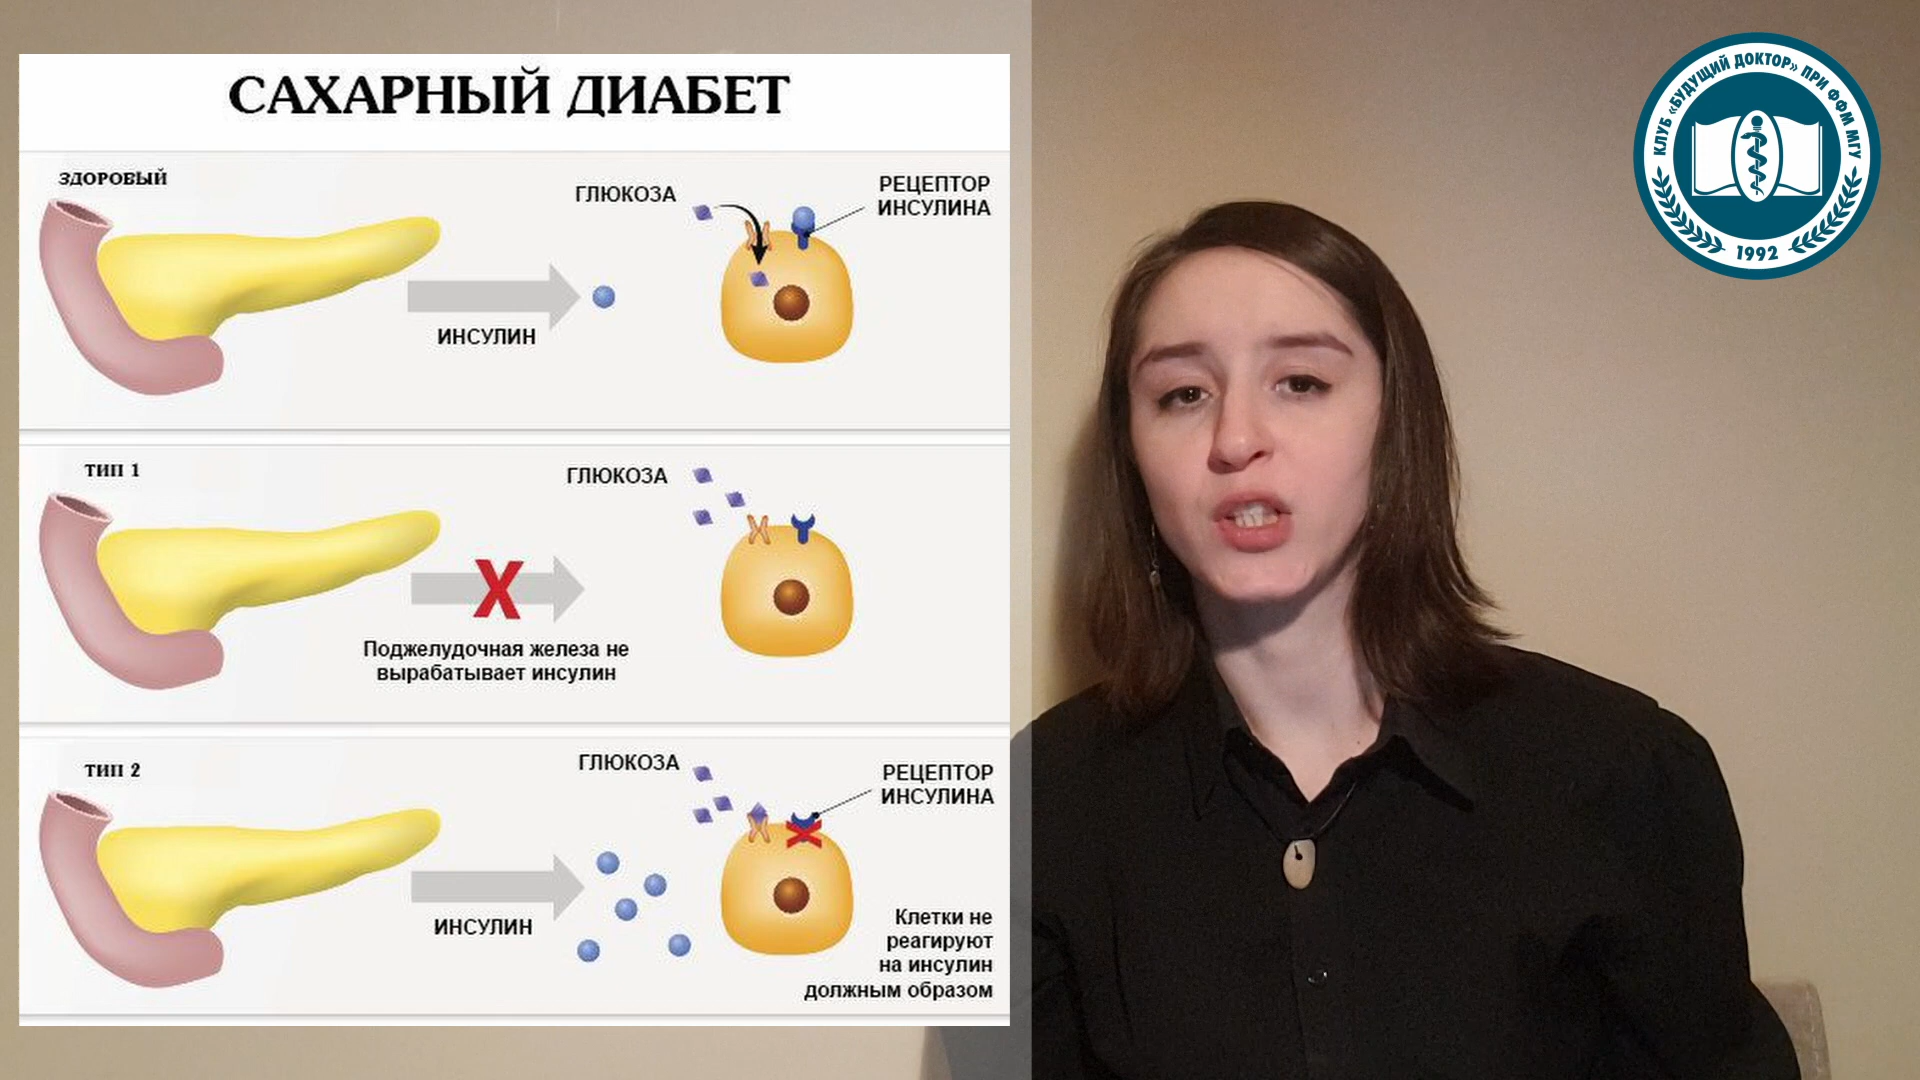 САХАРНЫЙ ДИАБЕТ
ЗДОРОВЫЙ
ГЛЮКОЗА
РЕЦЕПТОР
ИНСУЛИНА
ИНСУЛИН
ТИП 1
ГЛЮКОЗА
X
Поджелудочная железа не
вырабатывает инсулин
ТИП 2
ГЛЮКОЗА
РЕЦЕПТОР
ИНСУЛИНА
ИНСУЛИН
Клетки не
реагируют
на инсулин
должным образом
КЛУБ «БУДУЩИЙ ДОКТОР» ПРИ ФФМ МГУ
1992